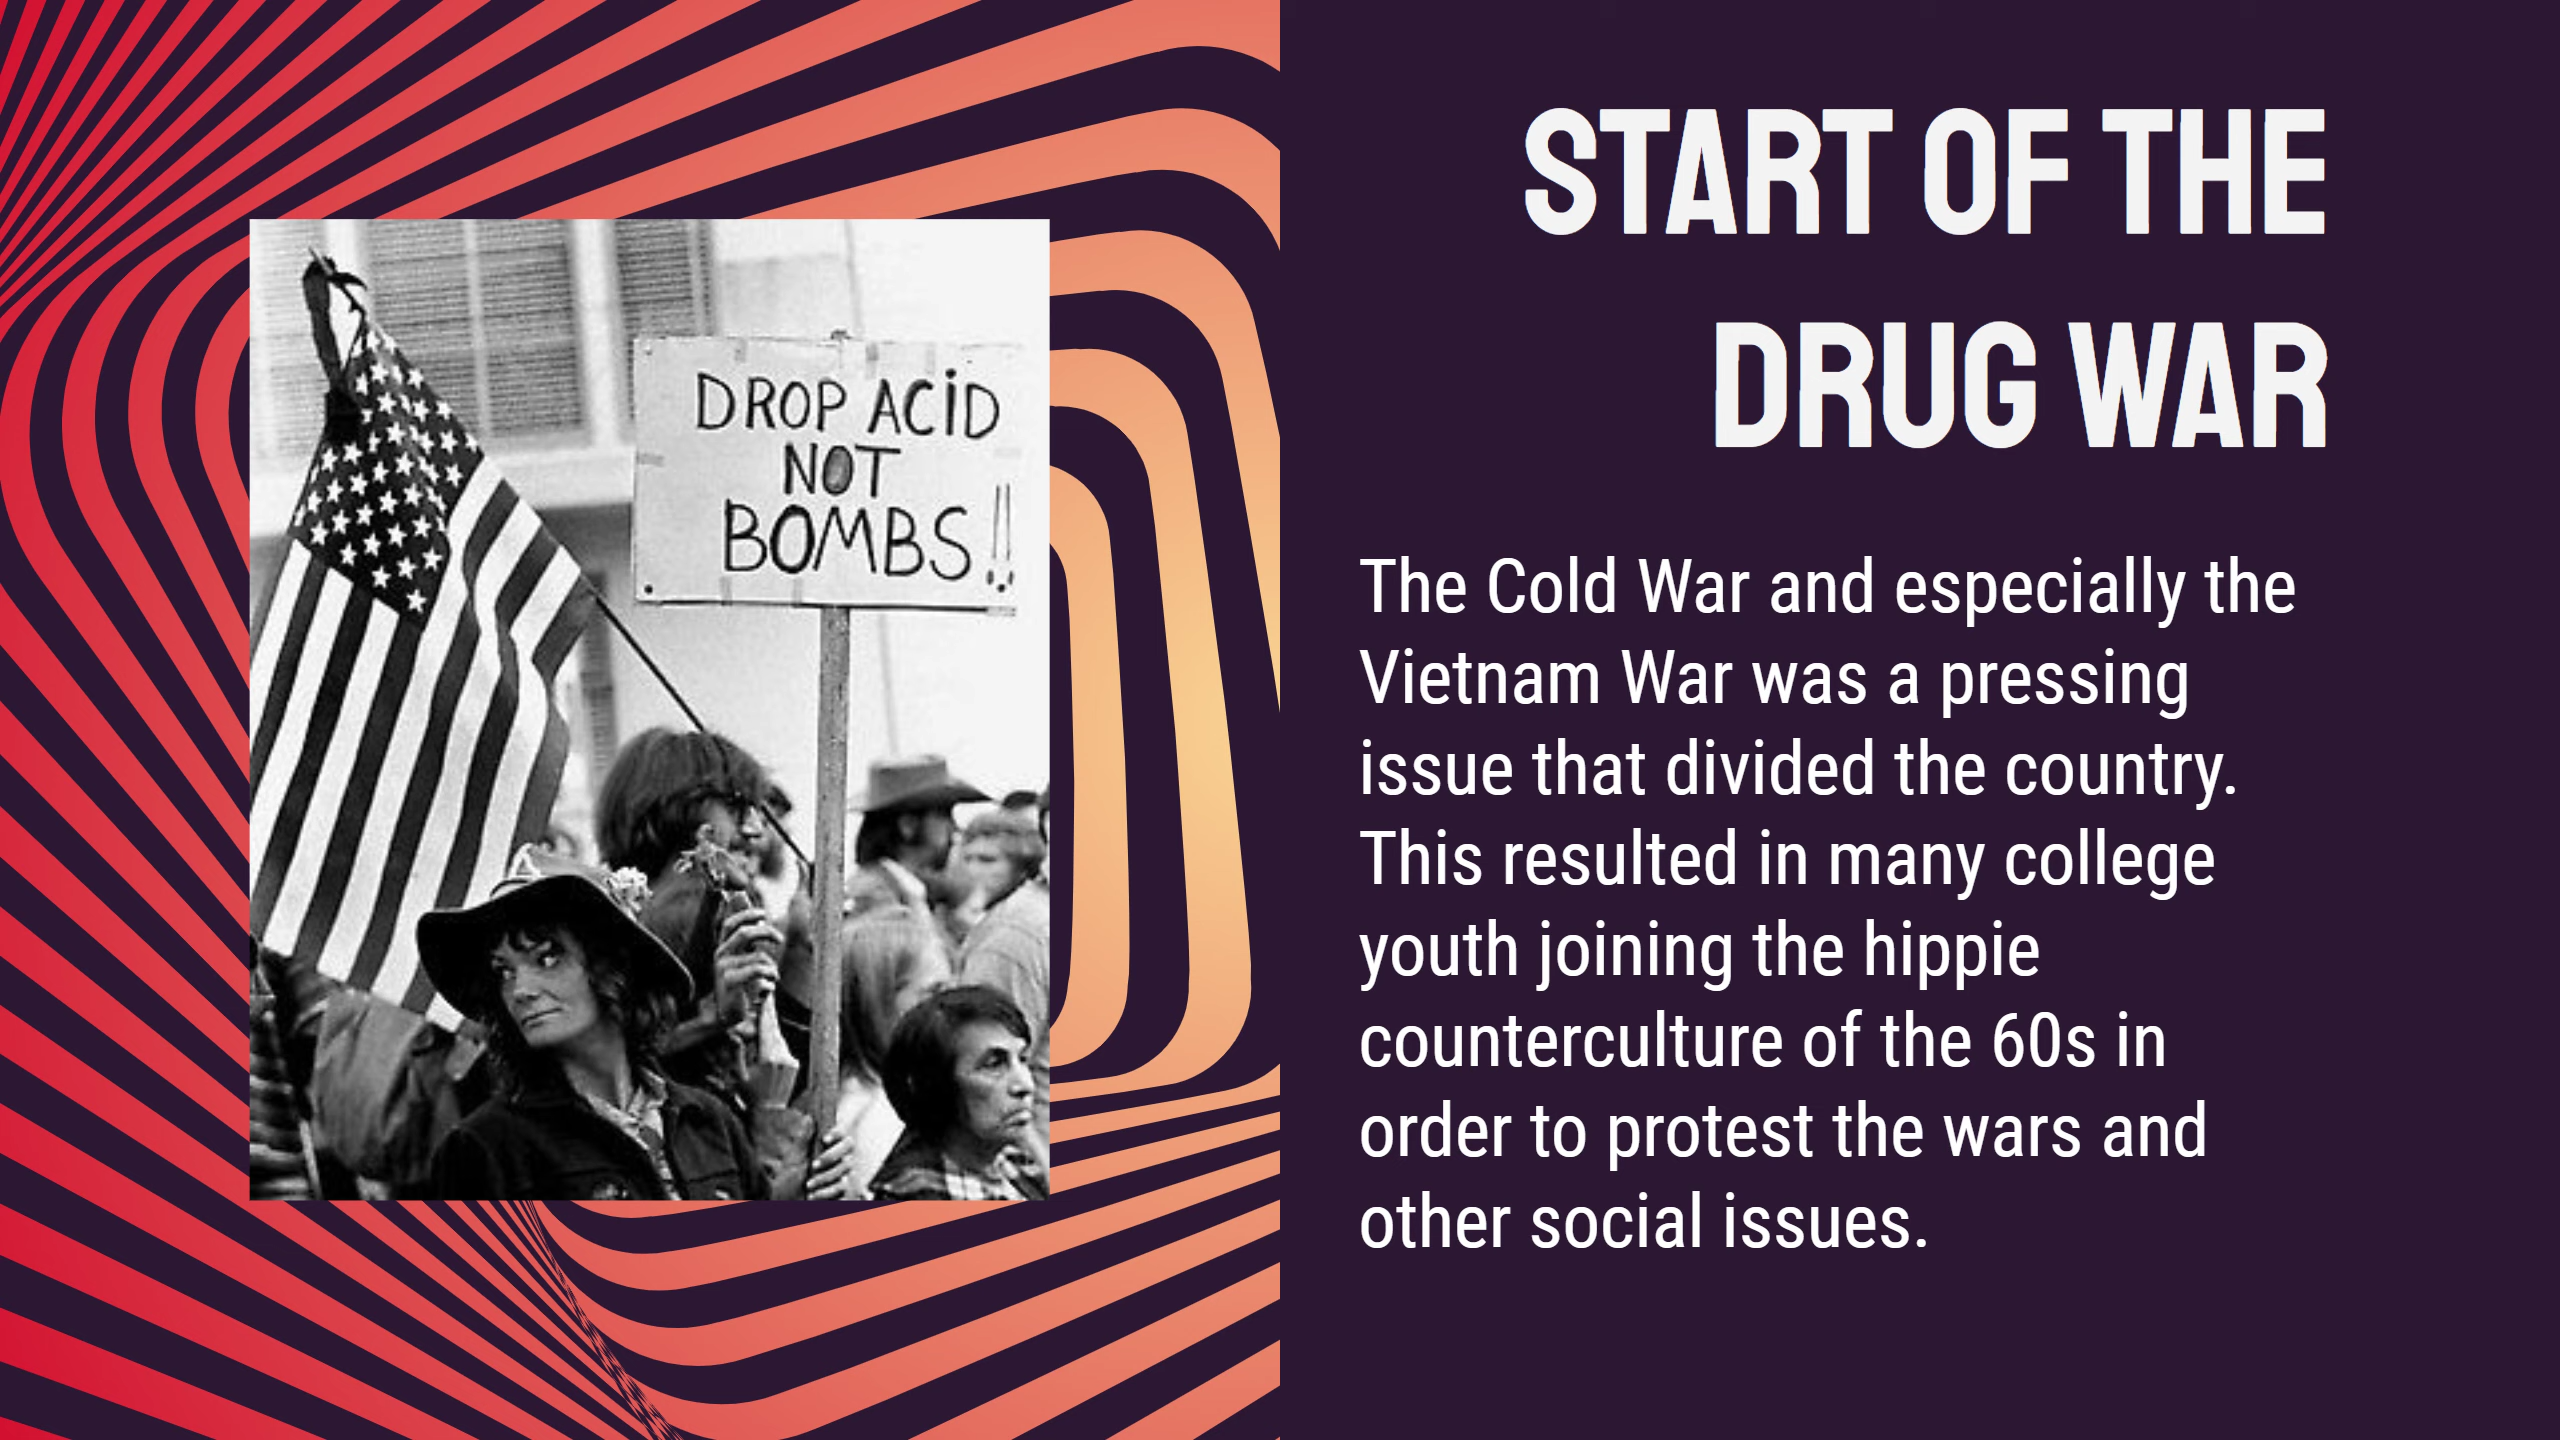 START OF THE
DRUG WAR
DROP ACID
NOT
BOMBS!!
The Cold War and especially the
Vietnam War was a pressing
issue that divided the country.
This resulted in many college
youth joining the hippie
counterculture of the 60s in
order to protest the wars and
other social issues.